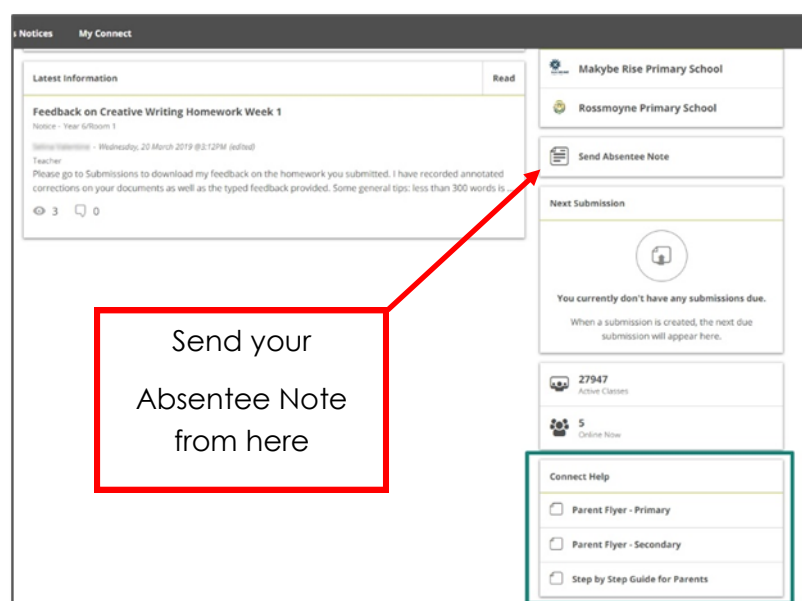 s Notices My Connect
Latest Information Read
Feedback on Creative Writing Homework Week 1
Notice - Year 6/Room 1
- Wednesday, 20 March 2019 @3:12PM (edited)
Teacher
Please go to Submissions to download my feedback on the homework you submitted. I have recorded annotated
corrections on your documents as well as the typed feedback provided. Some general tips: less than 300 words is ...
3 0
Makybe Rise Primary School
Rossmoyne Primary School
Send Absentee Note
Next Submission
You currently don't have any submissions due.
When a submission is created, the next due
submission will appear here.
27947
Active Classes
5
Online Now
Connect Help
Parent Flyer - Primary
Parent Flyer - Secondary
Step by Step Guide for Parents
Send your
Absentee Note
from here